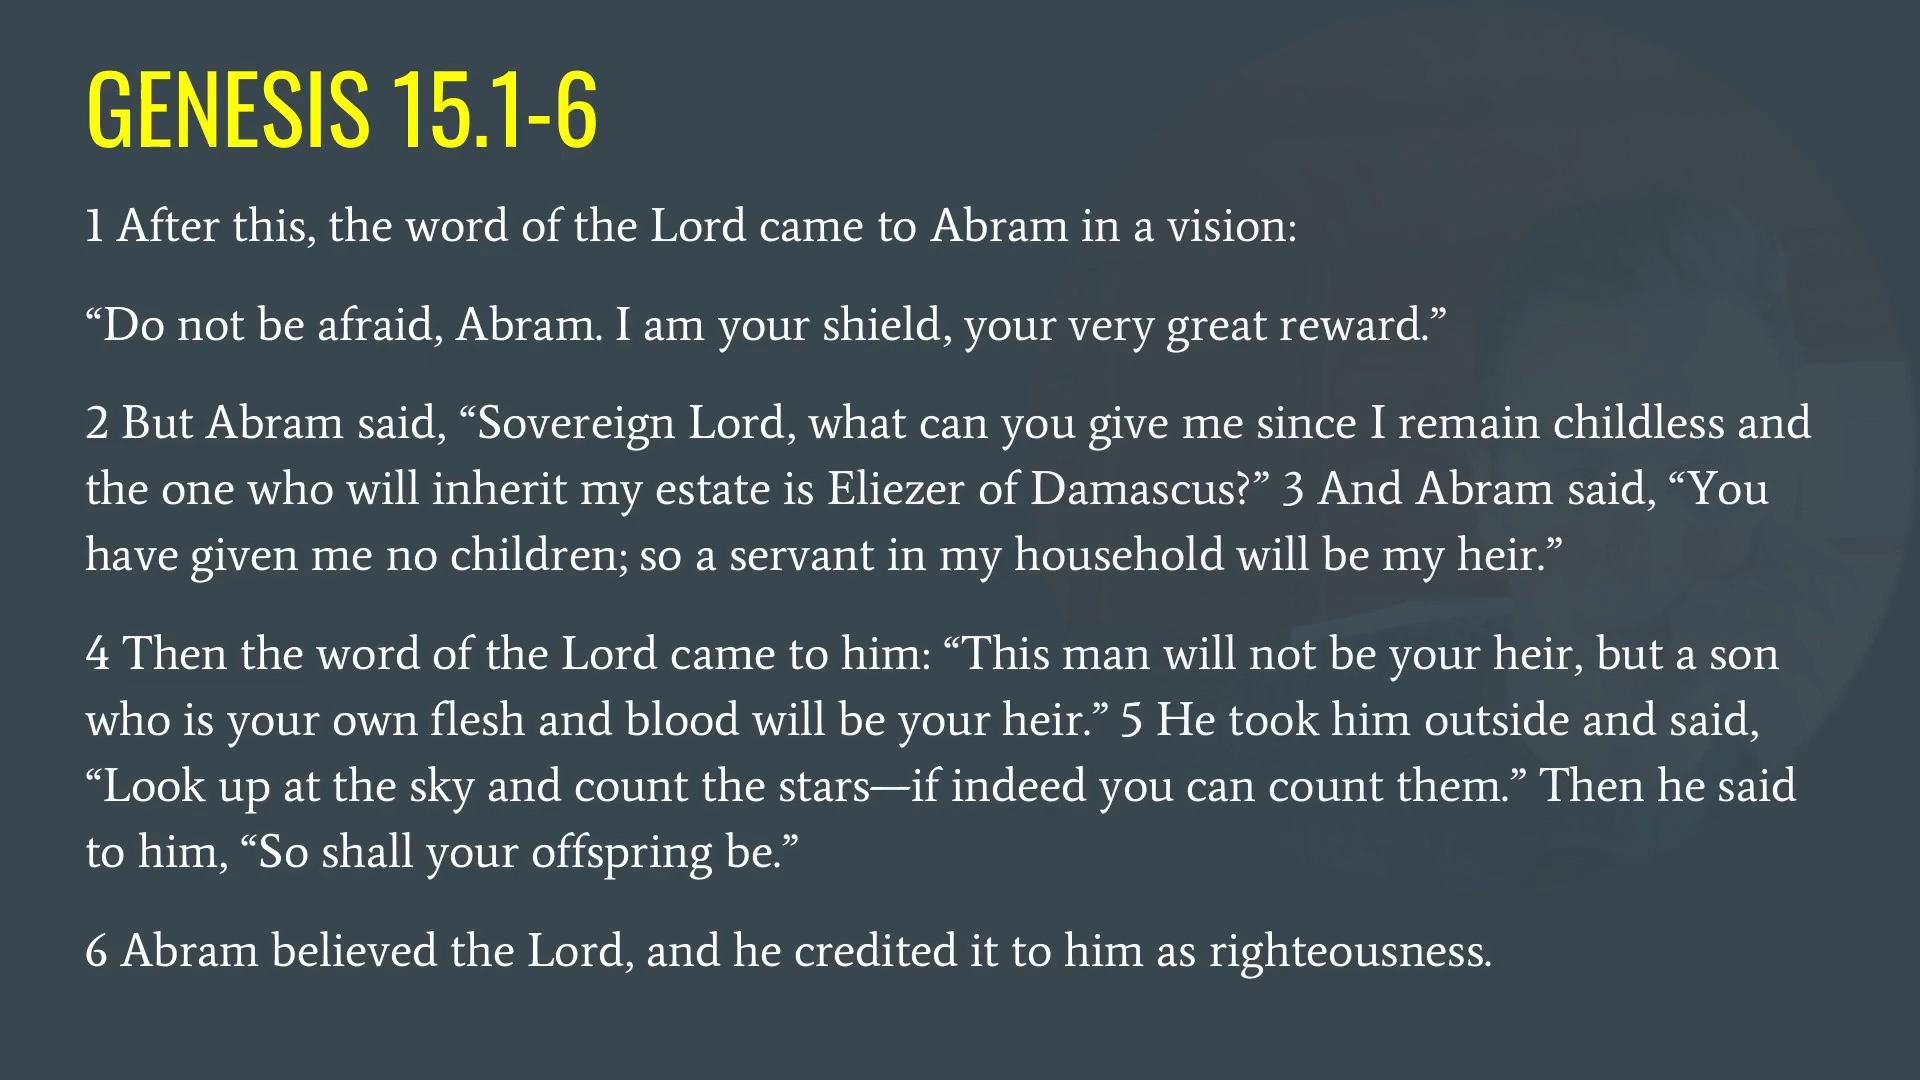 GENESIS 15.1-6
1 After this, the word of the Lord came to Abram in a vision:
“Do not be afraid, Abram. I am your shield, your very great reward.”
2 But Abram said, “Sovereign Lord, what can you give me since I remain childless and
the one who will inherit my estate is Eliezer of Damascus?” 3 And Abram said, “You
have given me no children; so a servant in my household will be my heir.”
4 Then the word of the Lord came to him: “This man will not be your heir, but a son
who is your own flesh and blood will be your heir.” 5 He took him outside and said,
“Look up at the sky and count the stars—if indeed you can count them.” Then he said
to him, “So shall your offspring be.”
6 Abram believed the Lord, and he credited it to him as righteousness.